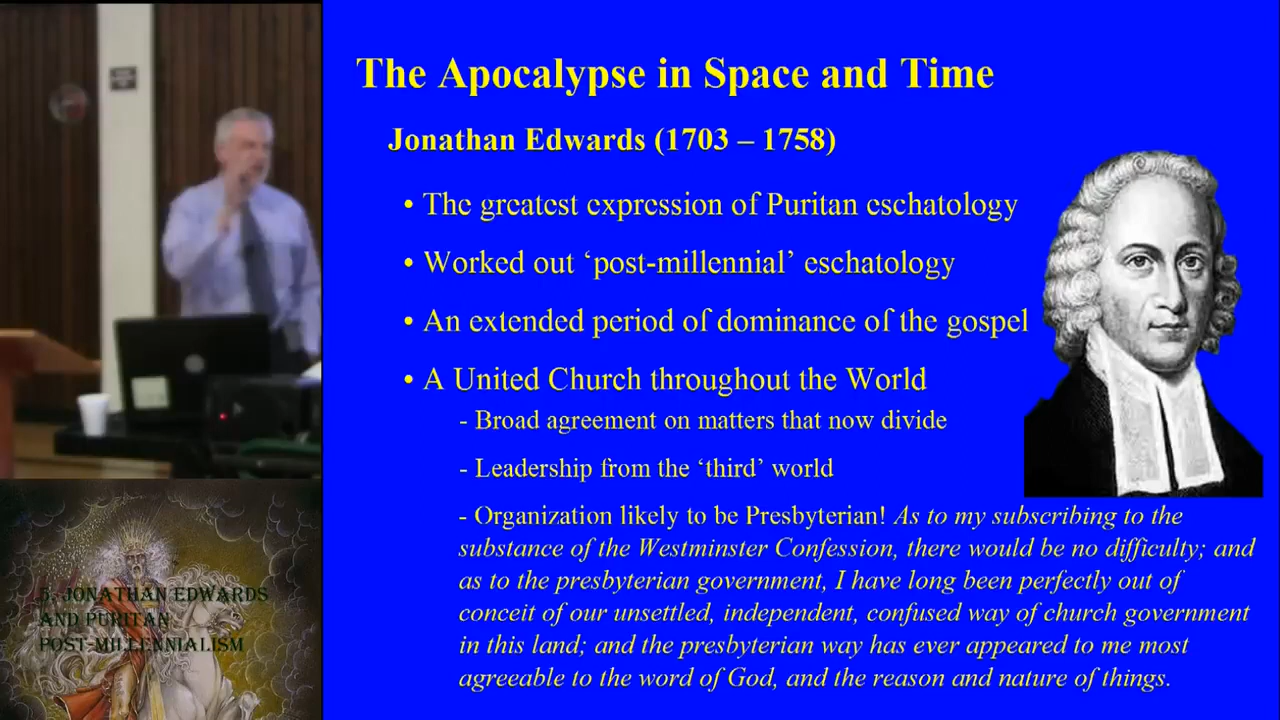 The Apocalypse in Space and Time
Jonathan Edwards (1703 – 1758)
• The greatest expression of Puritan eschatology
• Worked out ‘post-millennial’ eschatology
• An extended period of dominance of the gospel
• A United Church throughout the World
- Broad agreement on matters that now divide
- Leadership from the ‘third’ world
- Organization likely to be Presbyterian! As to my subscribing to the
substance of the Westminster Confession, there would be no difficulty; and
as to the presbyterian government, I have long been perfectly out of
conceit of our unsettled, independent, confused way of church government
in this land; and the presbyterian way has ever appeared to me most
agreeable to the word of God, and the reason and nature of things.
5. JONATHAN EDWARDS
AND PURITAN
POST-MILLENNIALISM